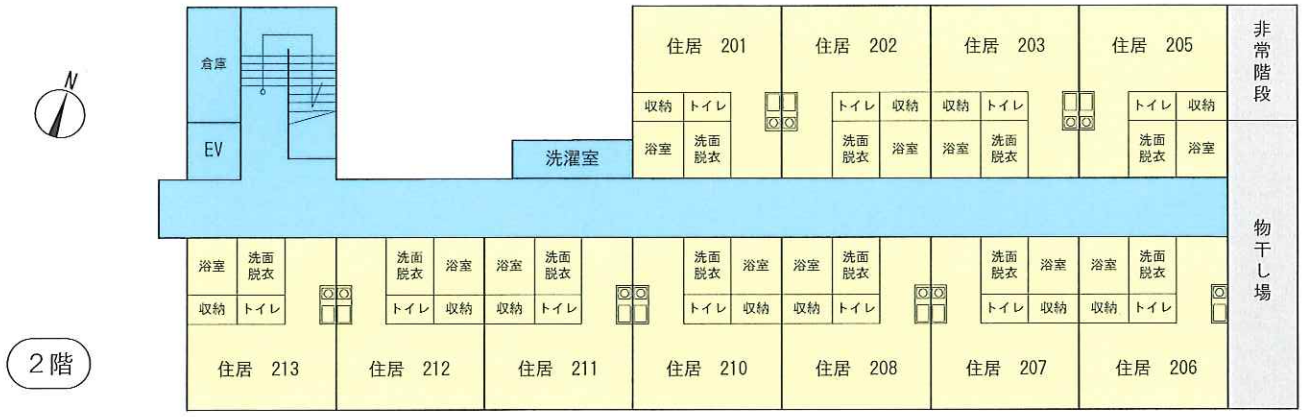 N
倉庫
EV
洗濯室
住居 201
住居 202
住居 203
住居 205
収納
トイレ
トイレ
収納
収納
トイレ
トイレ
収納
浴室
洗面
脱衣
洗面
脱衣
浴室
浴室
洗面
脱衣
洗面
脱衣
浴室
非常階段
物干し場
浴室
洗面
脱衣
洗面
脱衣
浴室
浴室
洗面
脱衣
洗面
脱衣
浴室
浴室
洗面
脱衣
洗面
脱衣
浴室
浴室
洗面
脱衣
収納
トイレ
トイレ
収納
収納
トイレ
トイレ
収納
収納
トイレ
トイレ
収納
収納
トイレ
住居 213
住居 212
住居 211
住居 210
住居 208
住居 207
住居 206
2階